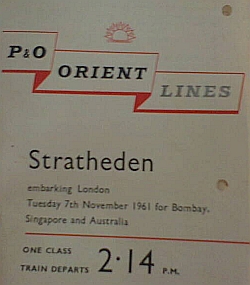 P&O
ORIENT
LINES
Stratheden
embarking London
Tuesday 7th November 1961 for Bombay,
Singapore and Australia
ONE CLASS
TRAIN DEPARTS 2·14 P.M.